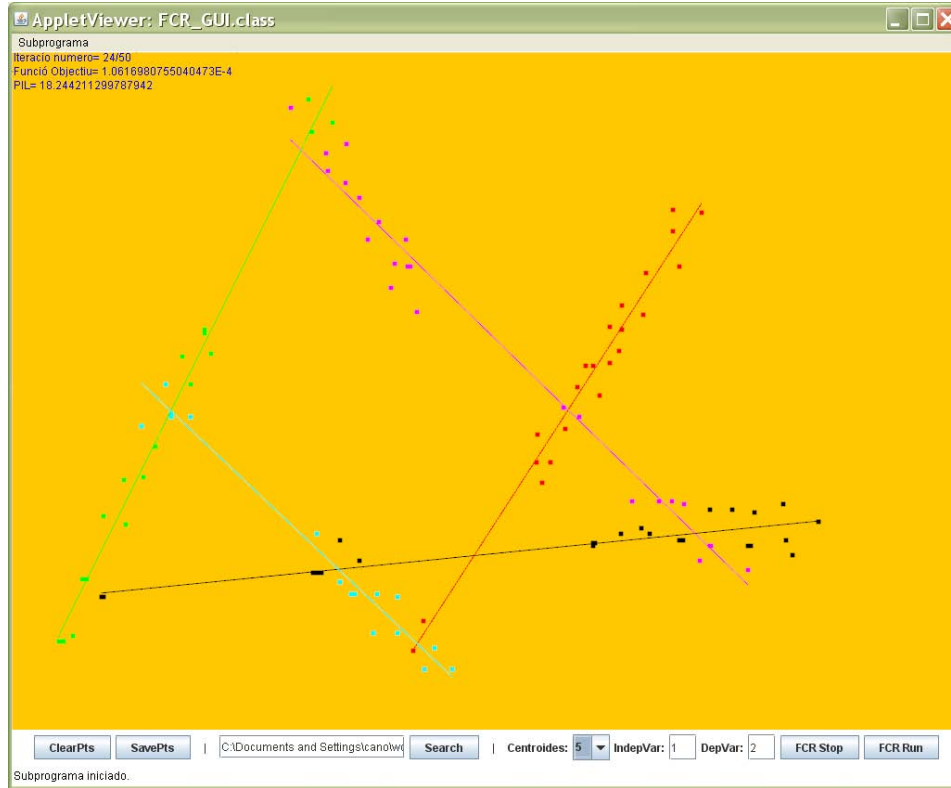 AppletViewer: FCR_GUI.class
Subprograma
Iteracio numero= 24/50
Funció Objectiu= 1.0616980755040473E-4
PIL= 18.244211299787942
ClearPts SavePts | C:\Documents and Settings\cano\wo Search | Centroides: 5 IndepVar: 1 DepVar: 2 FCR Stop FCR Run
Subprograma iniciado.